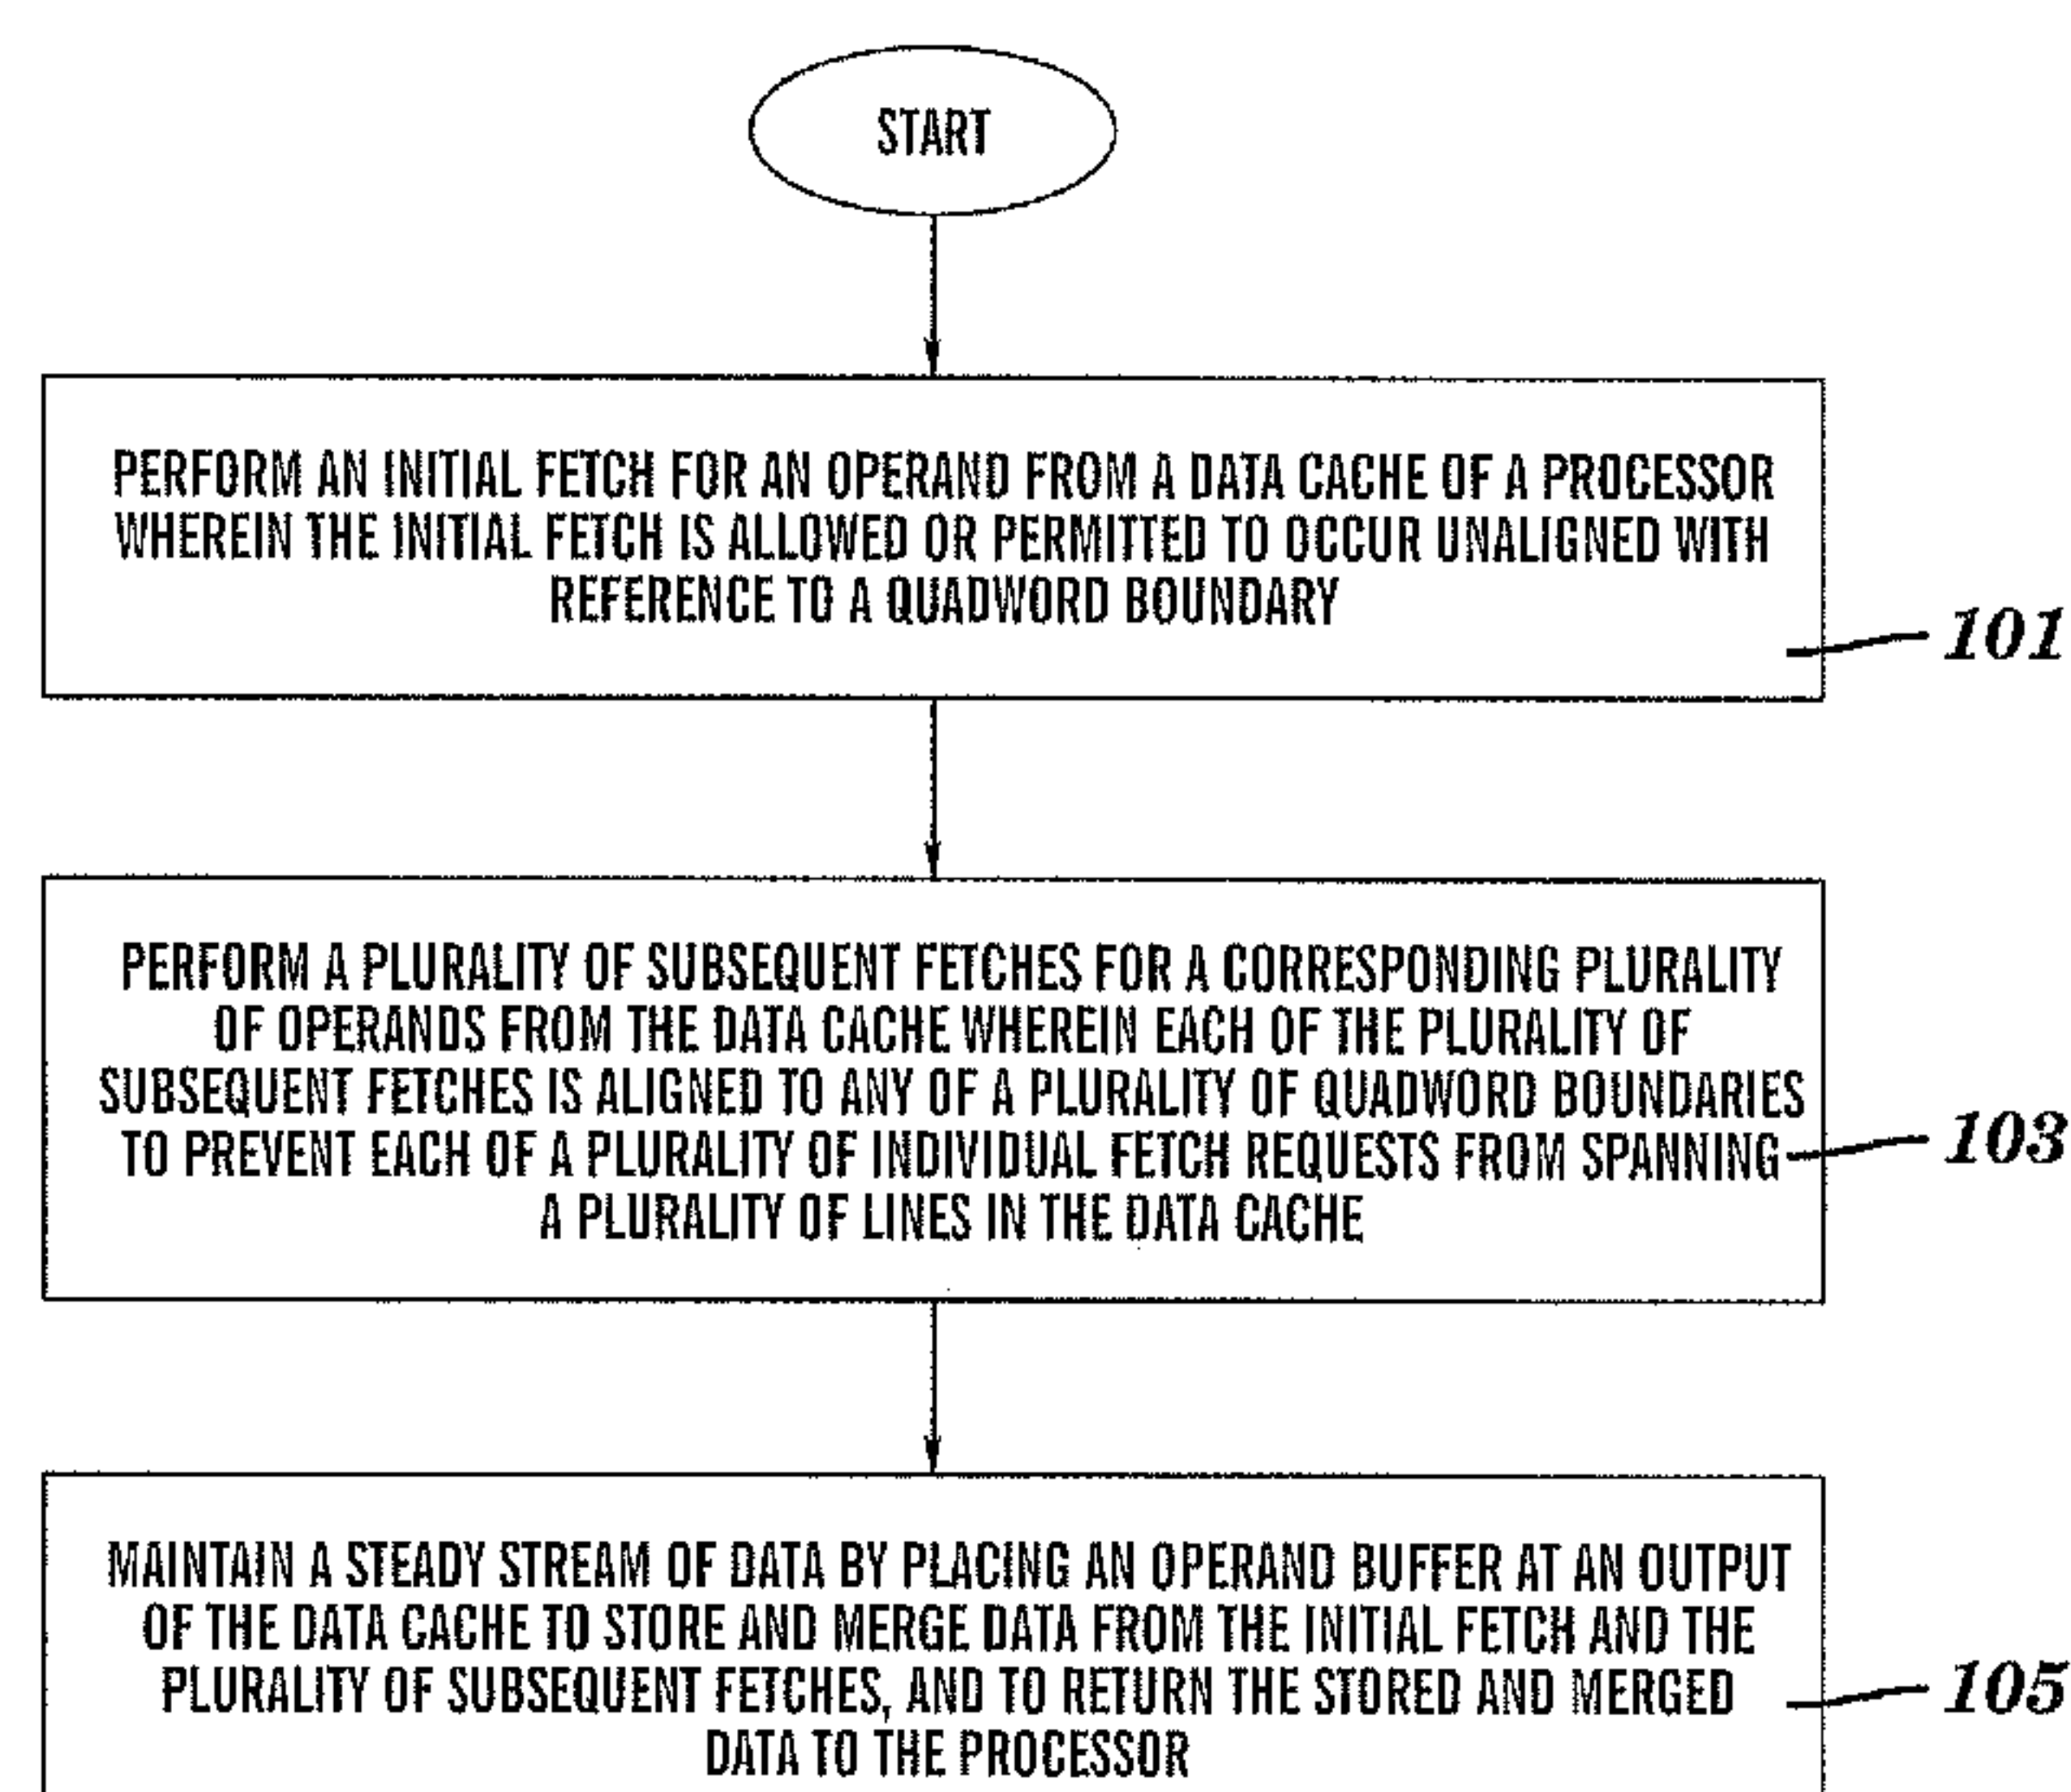 START
PERFORM AN INITIAL FETCH FOR AN OPERAND FROM A DATA CACHE OF A PROCESSOR
WHEREIN THE INITIAL FETCH IS ALLOWED OR PERMITTED TO OCCUR UNALIGNED WITH
REFERENCE TO A QUADWORD BOUNDARY
101
PERFORM A PLURALITY OF SUBSEQUENT FETCHES FOR A CORRESPONDING PLURALITY
OF OPERANDS FROM THE DATA CACHE WHEREIN EACH OF THE PLURALITY OF
SUBSEQUENT FETCHES IS ALIGNED TO ANY OF A PLURALITY OF QUADWORD BOUNDARIES
TO PREVENT EACH OF A PLURALITY OF INDIVIDUAL FETCH REQUESTS FROM SPANNING
A PLURALITY OF LINES IN THE DATA CACHE
103
MAINTAIN A STEADY STREAM OF DATA BY PLACING AN OPERAND BUFFER AT AN OUTPUT
OF THE DATA CACHE TO STORE AND MERGE DATA FROM THE INITIAL FETCH AND THE
PLURALITY OF SUBSEQUENT FETCHES, AND TO RETURN THE STORED AND MERGED
DATA TO THE PROCESSOR
105